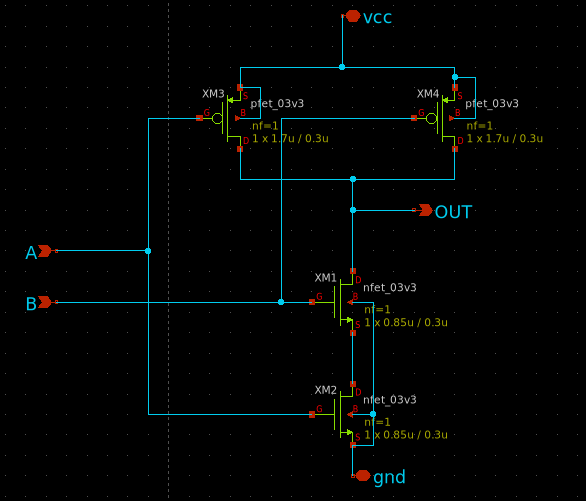 vcc
XM3
S
pfet_03v3
G
B
nf=1
D
1 x 1.7u / 0.3u
XM4
S
pfet_03v3
G
B
nf=1
D
1 x 1.7u / 0.3u
OUT
A
B
XM1
D
nfet_03v3
G
B
nf=1
S
1 x 0.85u / 0.3u
XM2
D
nfet_03v3
G
B
nf=1
S
1 x 0.85u / 0.3u
gnd